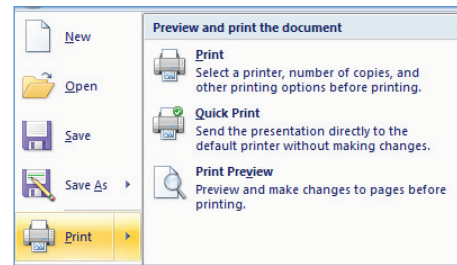 New
Open
Save
Save As
Print
Preview and print the document
Print
Select a printer, number of copies, and
other printing options before printing.
Quick Print
Send the presentation directly to the
default printer without making changes.
Print Preview
Preview and make changes to pages before
printing.